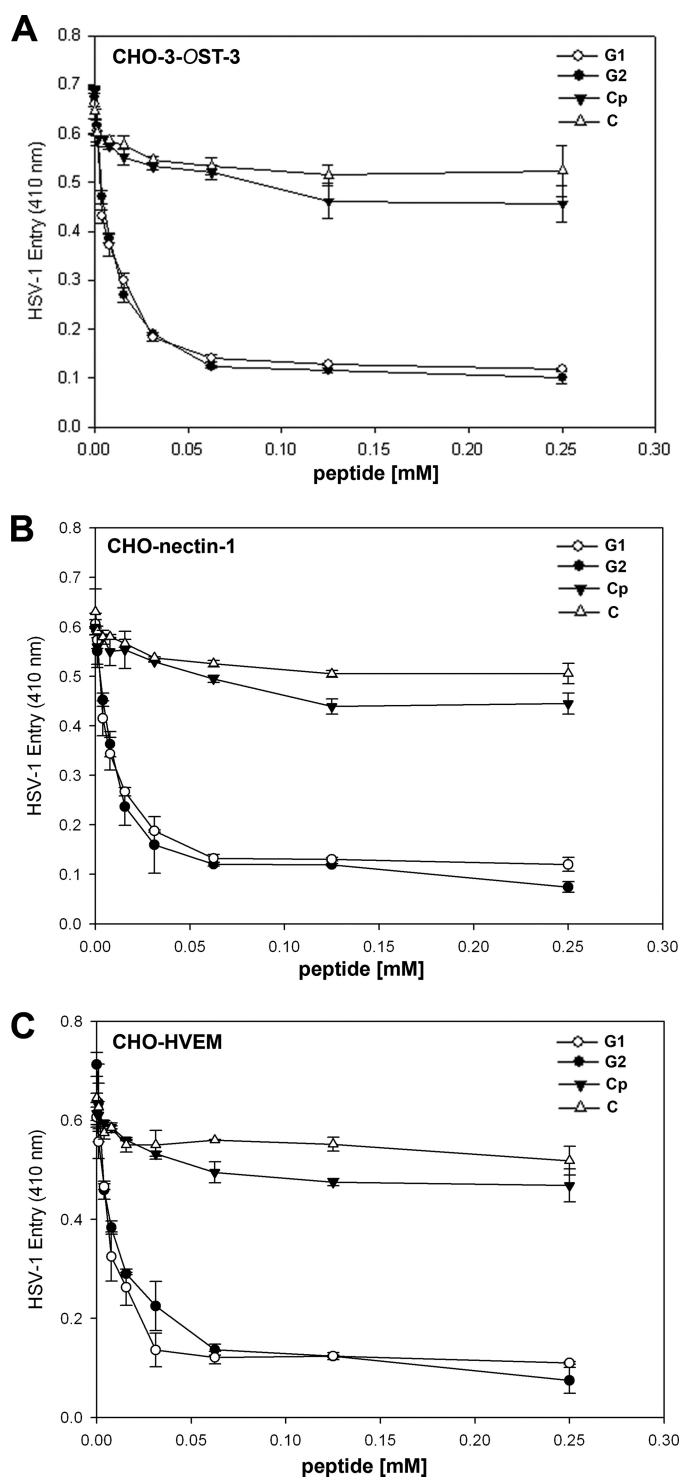 A
CHO-3-OST-3
G1
G2
Cp
C
0.8
0.7
0.6
0.5
0.4
0.3
0.2
0.1
0.0
HSV-1 Entry (410 nm)
0.00 0.05 0.10 0.15 0.20 0.25 0.30
peptide [mM]
B
CHO-nectin-1
G1
G2
Cp
C
0.8
0.7
0.6
0.5
0.4
0.3
0.2
0.1
0.0
HSV-1 Entry (410 nm)
0.00 0.05 0.10 0.15 0.20 0.25 0.30
peptide [mM]
C
CHO-HVEM
G1
G2
Cp
C
0.8
0.6
0.4
0.2
0.0
HSV-1 Entry (410 nm)
0.00 0.05 0.10 0.15 0.20 0.25 0.30
peptide [mM]